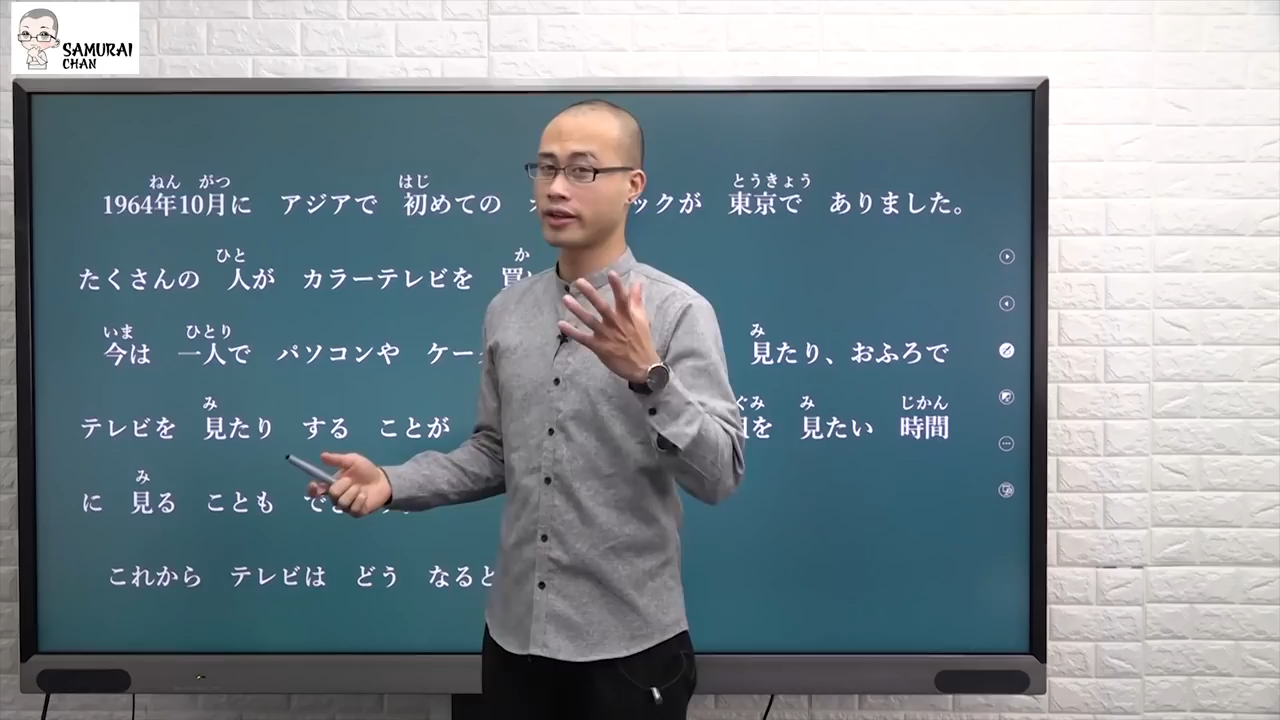 SAMURAI
CHAN
ねん がつ はじ とうきょう
1964年10月に アジアで 初めての ックが 東京で ありました。
ひと か
たくさんの 人が カラーテレビを 買
いま ひとり み
今は 一人で パソコンや ケー 見たり、おふろで
み ぐみ み じかん
テレビを 見たり する ことが を 見たい 時間
み
に 見る ことも で
これから テレビは どう なると